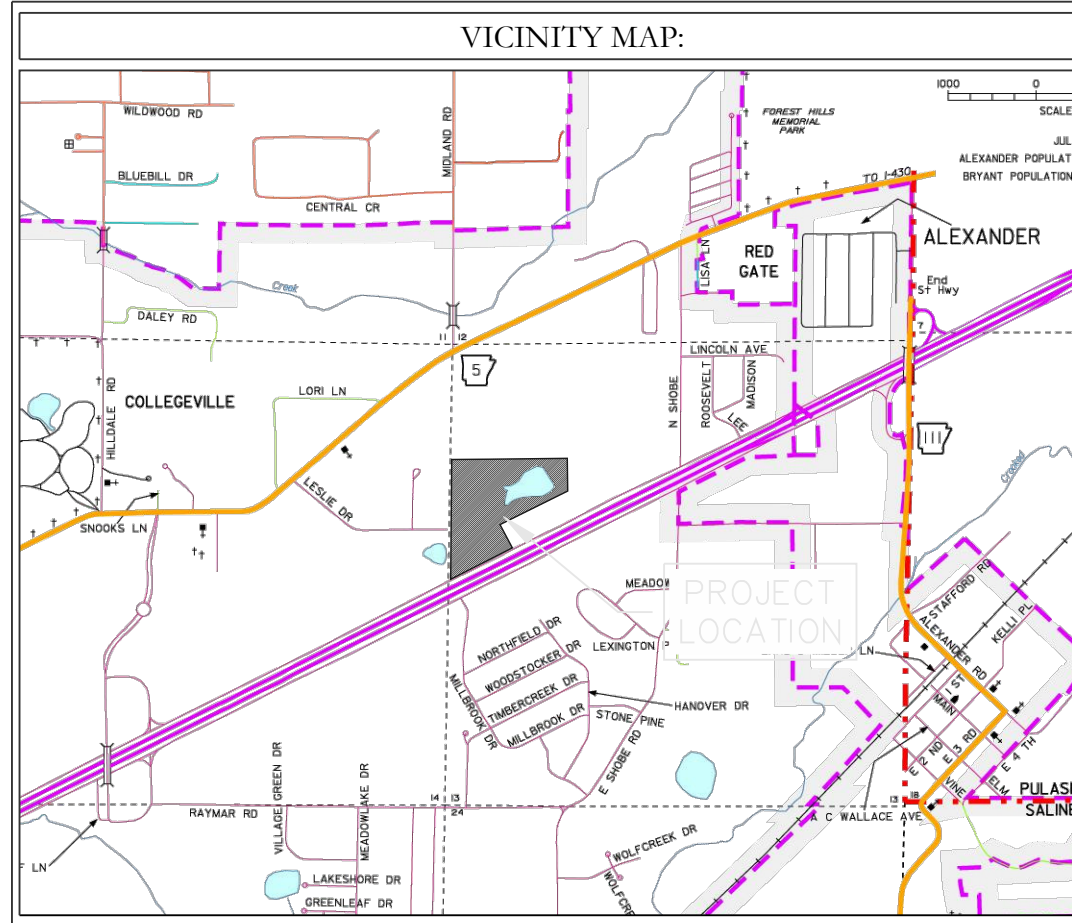 VICINITY MAP:
WILDWOOD RD
BLUEBILL DR
CENTRAL CR
MIDLAND RD
FOREST HILLS
MEMORIAL
PARK
1000 0
SCALE
JUL
ALEXANDER POPULAT
BRYANT POPULATION
TO I-430
ALEXANDER
RED
GATE
LISA LN
End
St Hwy
Creek
DALEY RD
11 12
7
5
LINCOLN AVE
N SHOBE
ROOSEVELT
MADISON
LEE
LORI LN
COLLEGEVILLE
HILLDALE RD
111
Crooked
LESLIE DR
SNOOKS LN
PROJECT
LOCATION
MEADOW
LEXINGTON
LN
STAFFORD RD
KELLI PL
ALEXANDER RD
NORTHFIELD DR
WOODSTOCKER DR
TIMBERCREEK DR
MILLBROOK DR
MILLBROOK DR
HANOVER DR
STONE PINE
E SHOBE RD
1 ST
MAIN
E 2 ND
E 3 RD
E 4 TH
VINE
ELM
PULASK
SALINE
14 13
24
13 18
A C WALLACE AVE
RAYMAR RD
VILLAGE GREEN DR
MEADOWLAKE DR
LAKESHORE DR
GREENLEAF DR
WOLFCREEK DR
WOLFCRE
F LN